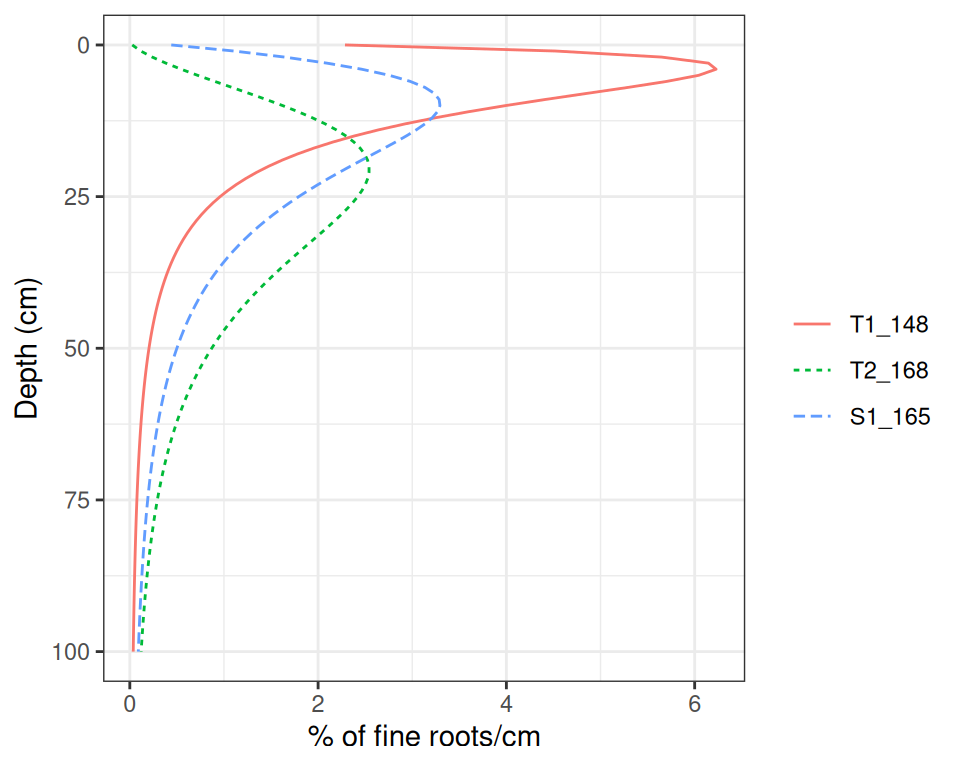 0
25
50
75
100
Depth (cm)
0 2 4 6
% of fine roots/cm
T1_148
T2_168
S1_165